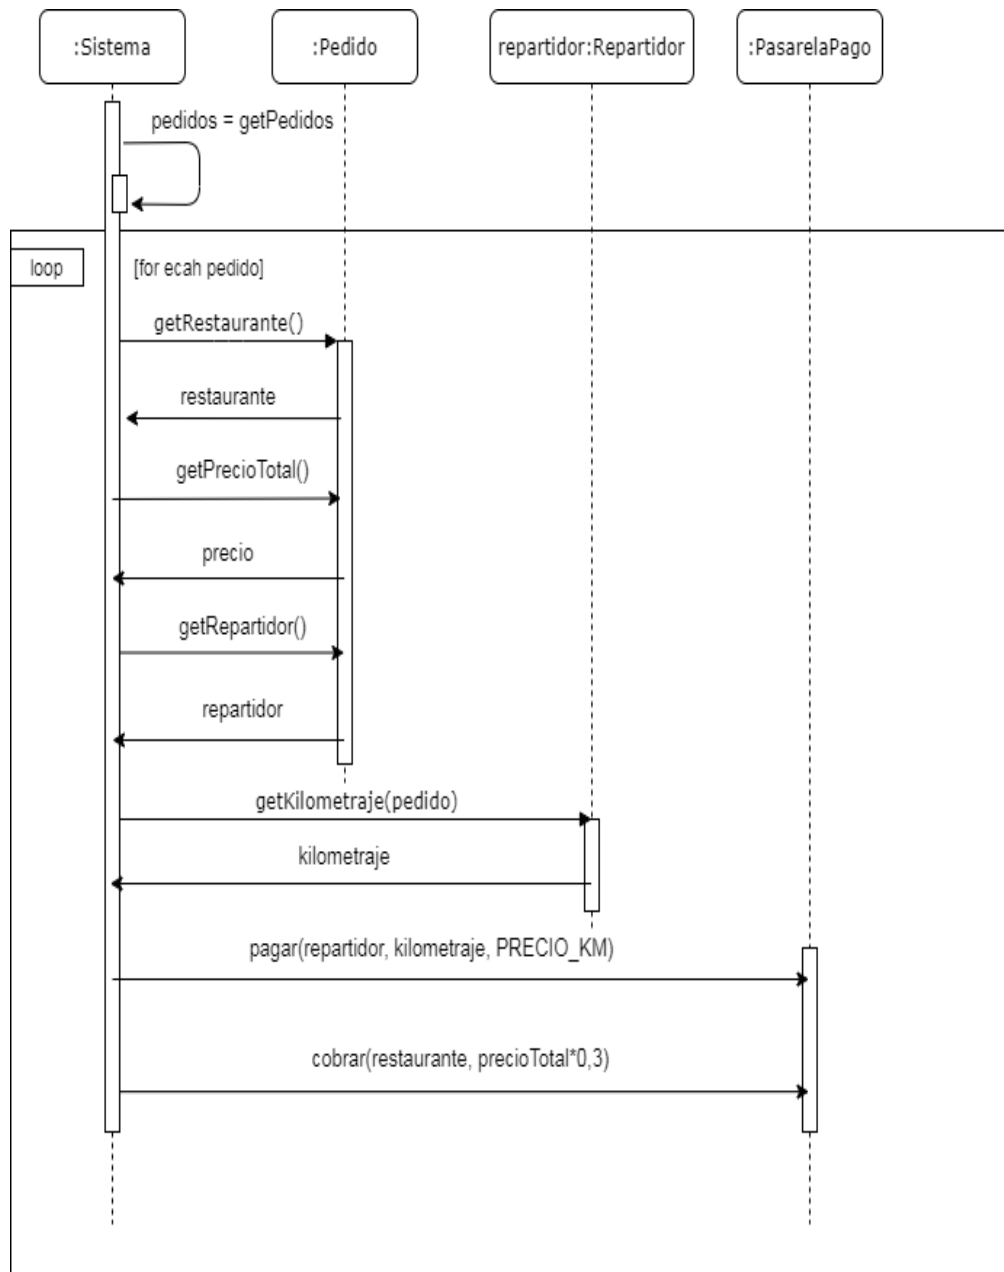 :Sistema
:Pedido
repartidor:Repartidor
:PasarelaPago
pedidos = getPedidos
loop
[for ecah pedido]
getRestaurante()
restaurante
getPrecioTotal()
precio
getRepartidor()
repartidor
getKilometraje(pedido)
kilometraje
pagar(repartidor, kilometraje, PRECIO_KM)
cobrar(restaurante, precioTotal*0,3)